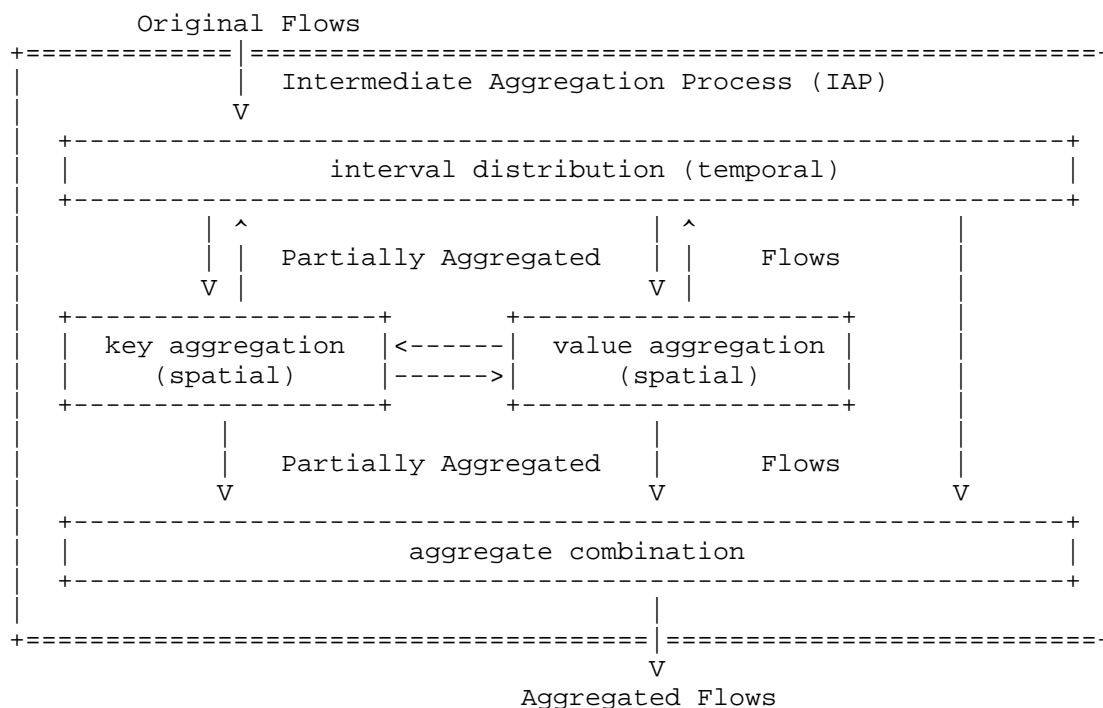 Original Flows
Intermediate Aggregation Process (IAP)
interval distribution (temporal)
Partially Aggregated Flows
key aggregation value aggregation
(spatial) (spatial)
Partially Aggregated Flows
aggregate combination
Aggregated Flows